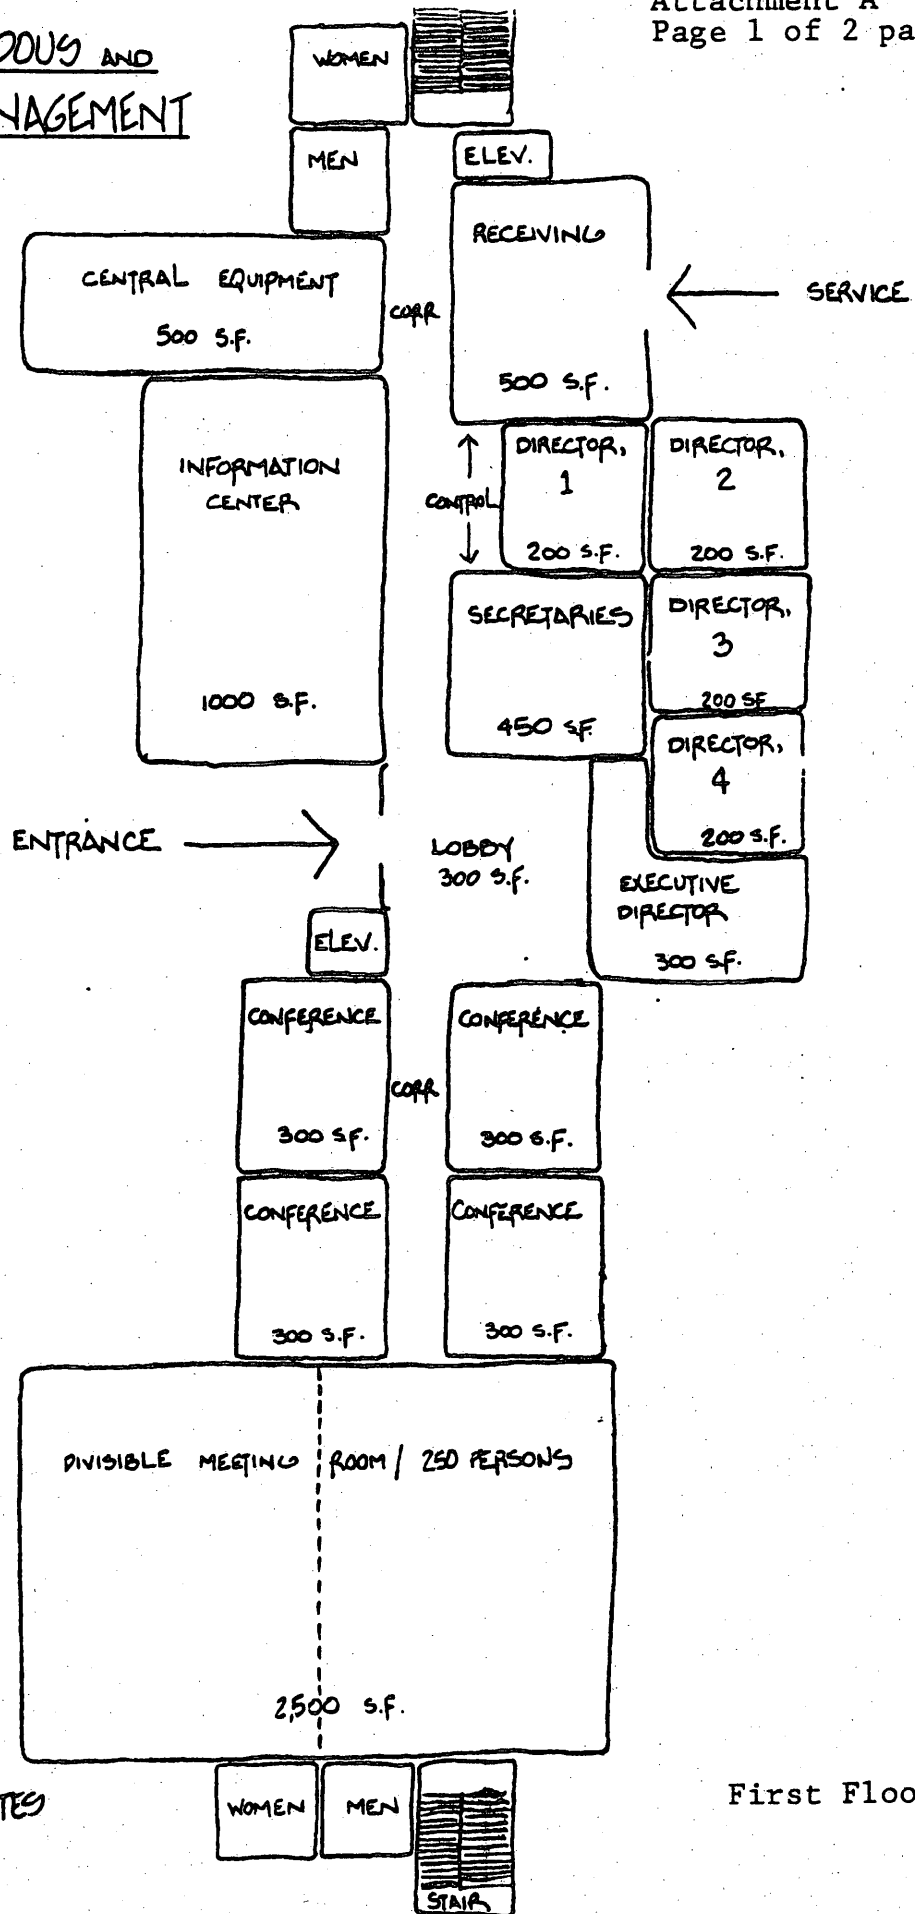 Attachment A
Page 1 of 2 pa
DOUS AND
NAGEMENT
WOMEN
MEN
ELEV.
RECEIVING
500 S.F.
CENTRAL EQUIPMENT
500 S.F.
CORR
SERVICE
INFORMATION
CENTER
1000 S.F.
CONTROL
DIRECTOR,
1
200 S.F.
DIRECTOR,
2
200 S.F.
SECRETARIES
450 S.F.
DIRECTOR,
3
200 SF
DIRECTOR,
4
200 S.F.
ENTRANCE
LOBBY
300 S.F.
EXECUTIVE
DIRECTOR
300 S.F.
ELEV.
CONFERENCE
300 S.F.
CORR
CONFERENCE
300 S.F.
CONFERENCE
300 S.F.
CONFERENCE
300 S.F.
DIVISIBLE MEETING ROOM / 250 PERSONS
2,500 S.F.
WOMEN
MEN
STAIR
TES
First Floo